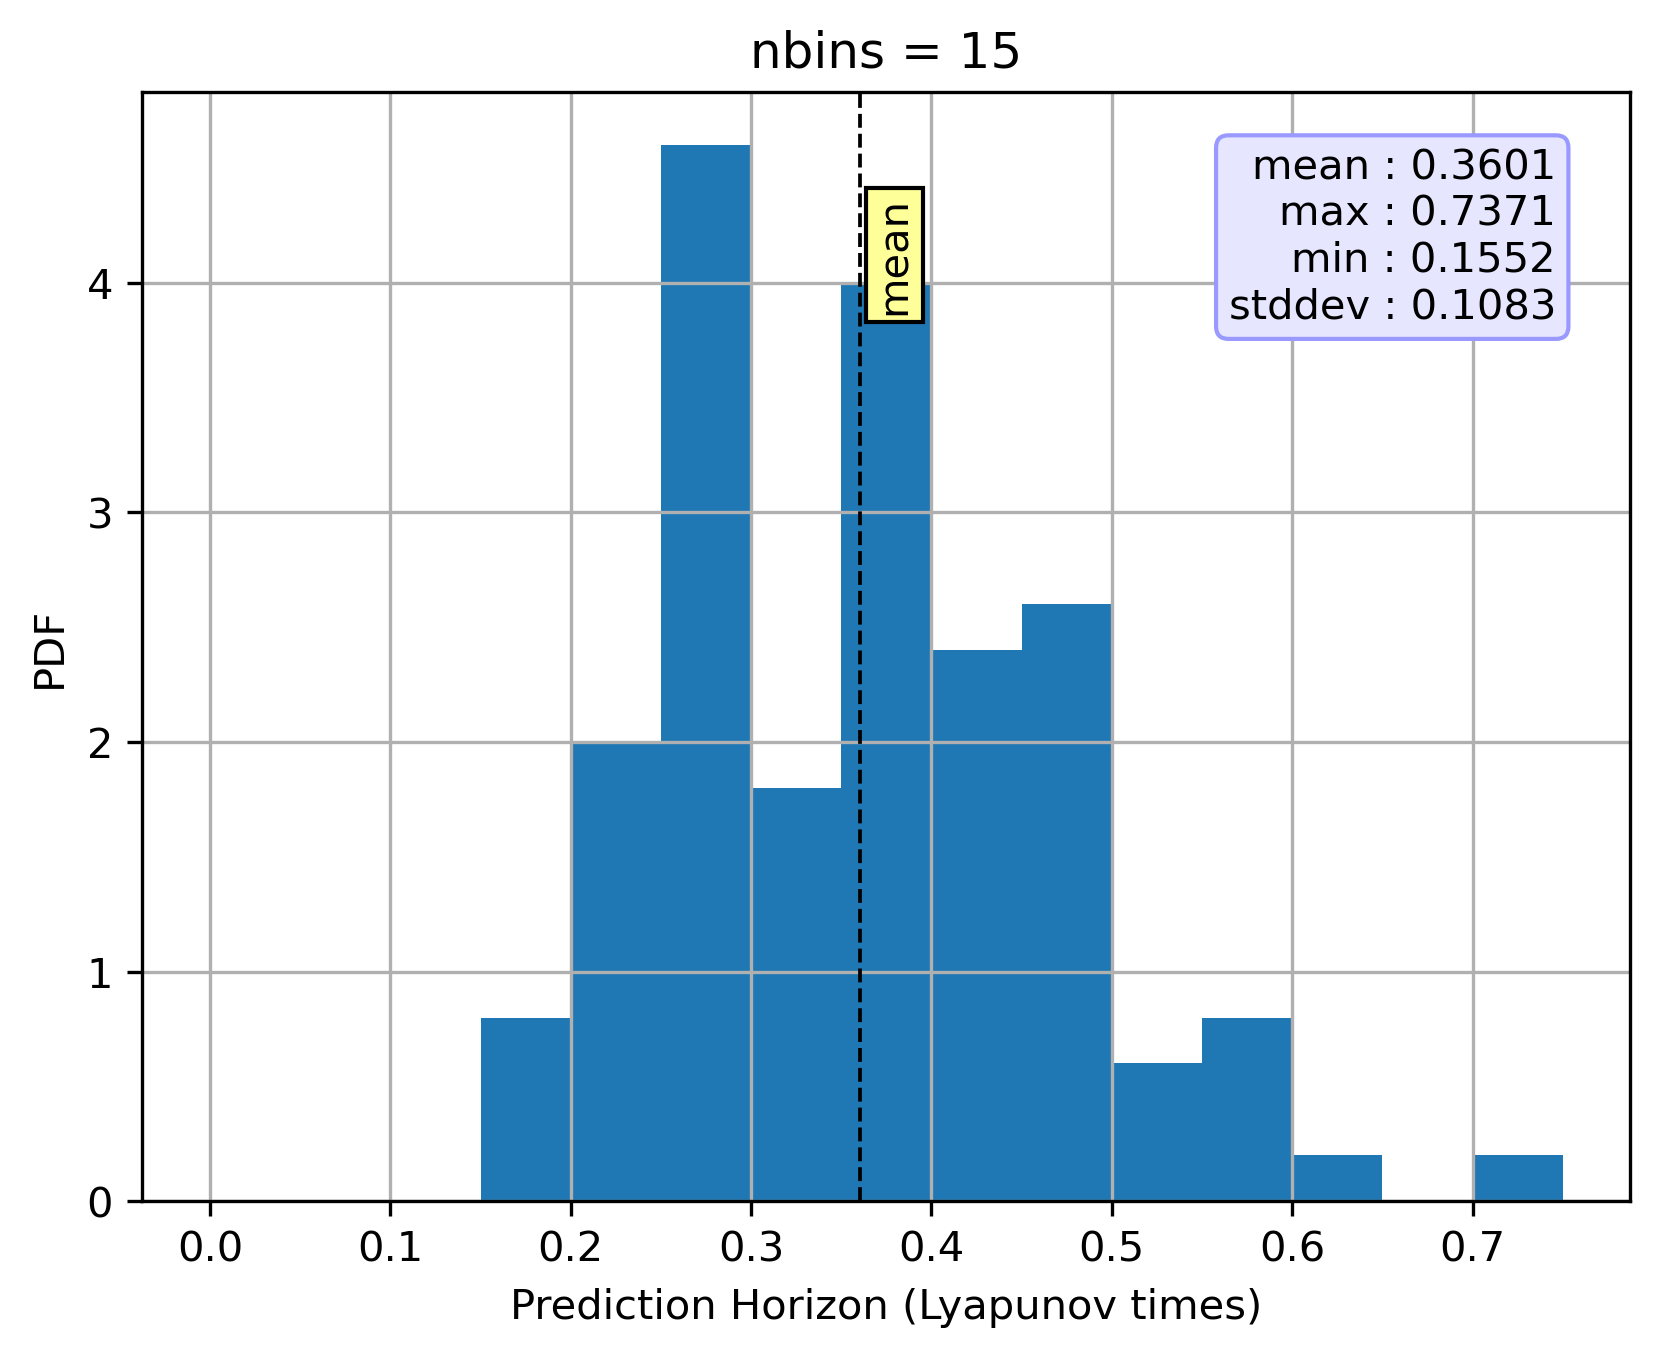 nbins = 15
mean : 0.3601
max : 0.7371
min : 0.1552
stddev : 0.1083
mean
PDF
4
3
2
1
0
0.0 0.1 0.2 0.3 0.4 0.5 0.6 0.7
Prediction Horizon (Lyapunov times)